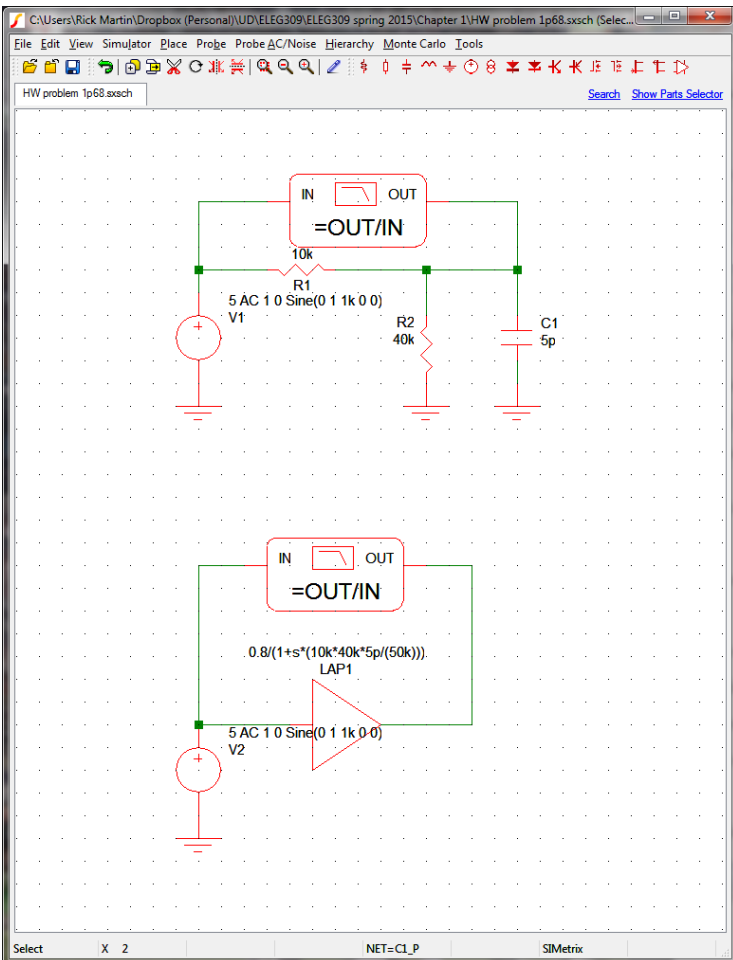 C:\Users\Rick Martin\Dropbox (Personal)\UD\ELEG309\ELEG309 spring 2015\Chapter 1\HW problem 1p68.sxsch (Selec...
File Edit View Simulator Place Probe Probe AC/Noise Hierarchy Monte Carlo Tools
HW problem 1p68.sxsch Search Show Parts Selector
IN OUT
=OUT/IN
10k
R1
5 AC 1 0 Sine(0 1 1k 0 0)
V1
R2
40k
C1
5p
IN OUT
=OUT/IN
0.8/(1+s*(10k*40k*5p/(50k)))
LAP1
5 AC 1 0 Sine(0 1 1k 0 0)
V2
Select X 2 NET=C1_P SIMetrix